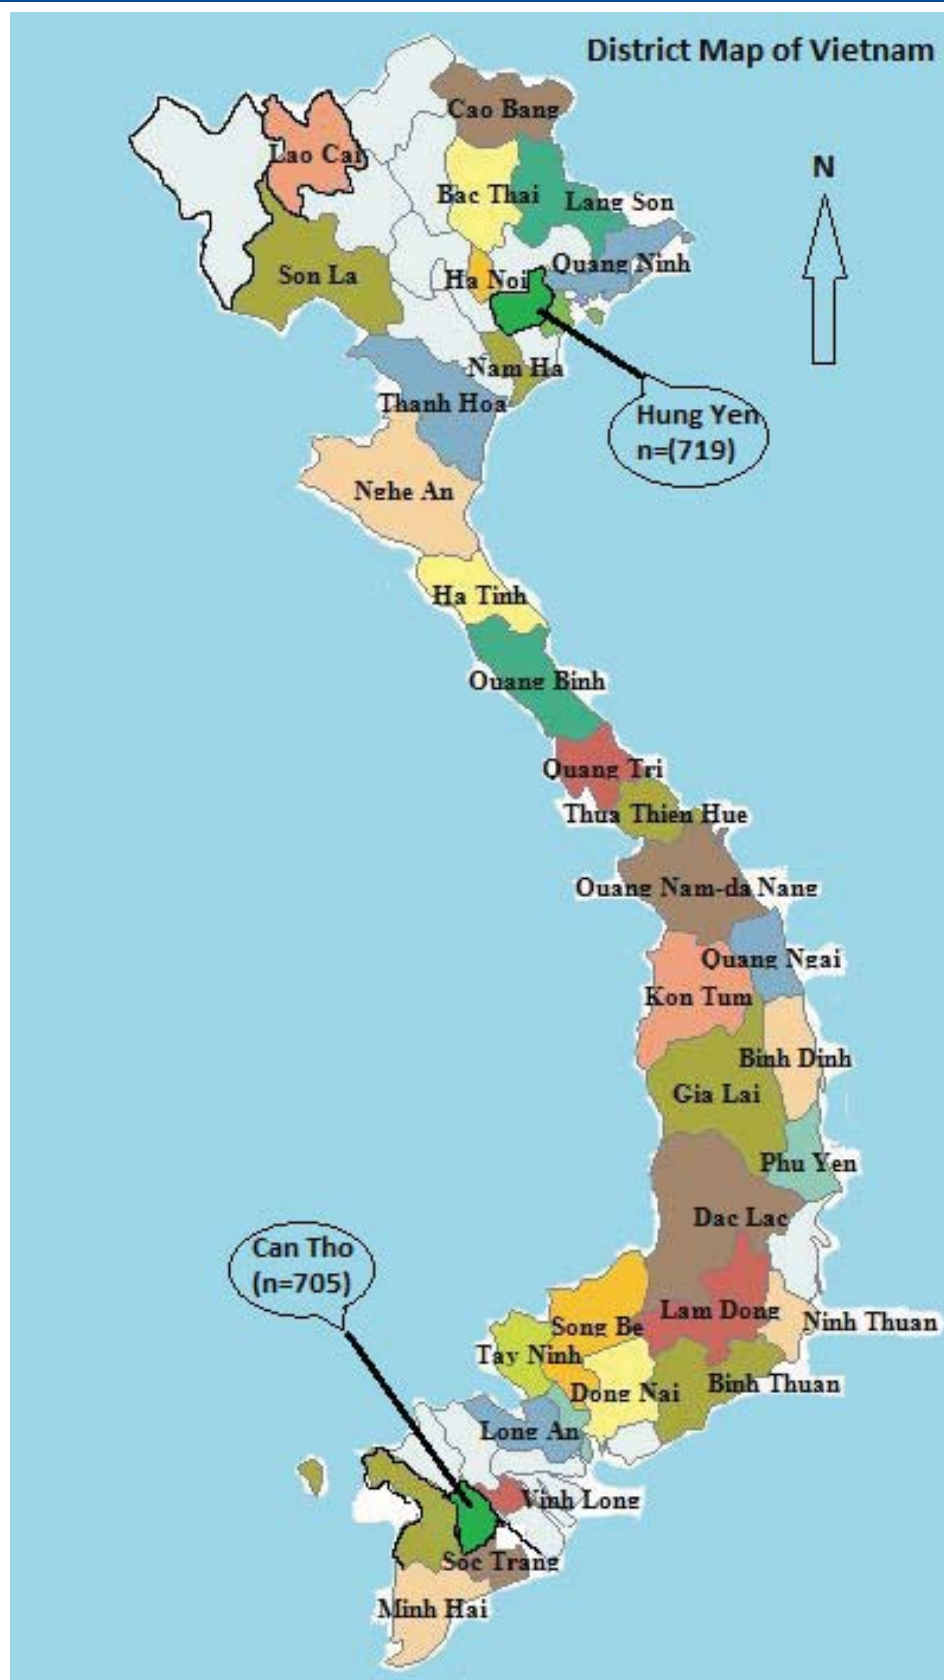 District Map of Vietnam
Cao Bang
Lao Cai
N
Bac Thai
Lang Son
Quang Ninh
Son La
Ha Noi
Nam Ha
Thanh Hoa
Hung Yen
n=(719)
Nghe An
Ha Tinh
Quang Binh
Quang Tri
Thua Thien Hue
Quang Nam-da Nang
Quang Ngai
Kon Tum
Binh Dinh
Gia Lai
Phu Yen
Dac Lac
Can Tho
(n=705)
Lam Dong
Ninh Thuan
Song Be
Tay Ninh
Dong Nai
Binh Thuan
Long An
Vinh Long
Soc Trang
Minh Hai